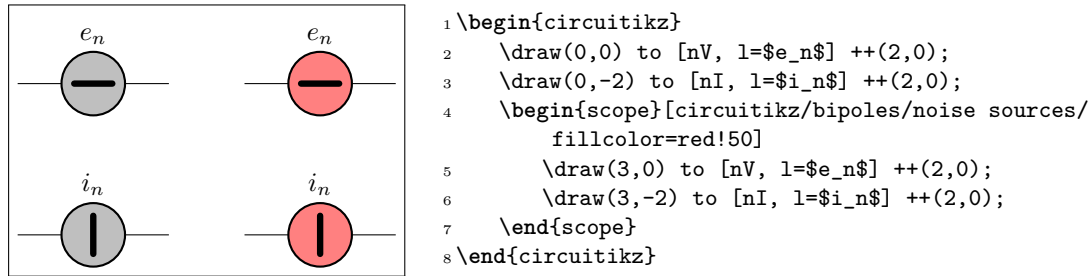 e_n e_n
i_n i_n
1 \begin{circuitikz}
2 \draw(0,0) to [nV, l=$e_n$] ++(2,0);
3 \draw(0,-2) to [nI, l=$i_n$] ++(2,0);
4 \begin{scope}[circuitikz/bipoles/noise sources/
fillcolor=red!50]
5 \draw(3,0) to [nV, l=$e_n$] ++(2,0);
6 \draw(3,-2) to [nI, l=$i_n$] ++(2,0);
7 \end{scope}
8 \end{circuitikz}